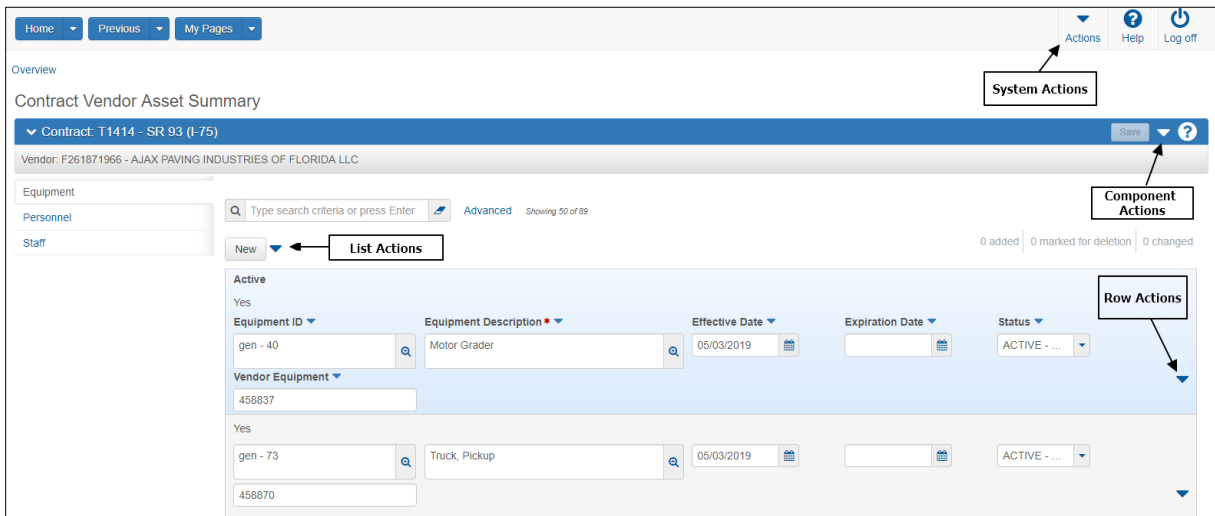 Home Previous My Pages
Actions Help Log off
Overview
System Actions
Contract Vendor Asset Summary
Contract: T1414 - SR 93 (I-75) Save
Vendor: F261871966 - AJAX PAVING INDUSTRIES OF FLORIDA LLC
Equipment
Personnel
Staff
Component
Actions
Type search criteria or press Enter Advanced Showing 50 of 89
New List Actions 0 added 0 marked for deletion 0 changed
Active
Yes
Row Actions
Equipment ID Equipment Description* Effective Date Expiration Date Status
gen - 40 Motor Grader 05/03/2019 ACTIVE - ...
Vendor Equipment
458837
Yes
gen - 73 Truck, Pickup 05/03/2019 ACTIVE - ...
458870